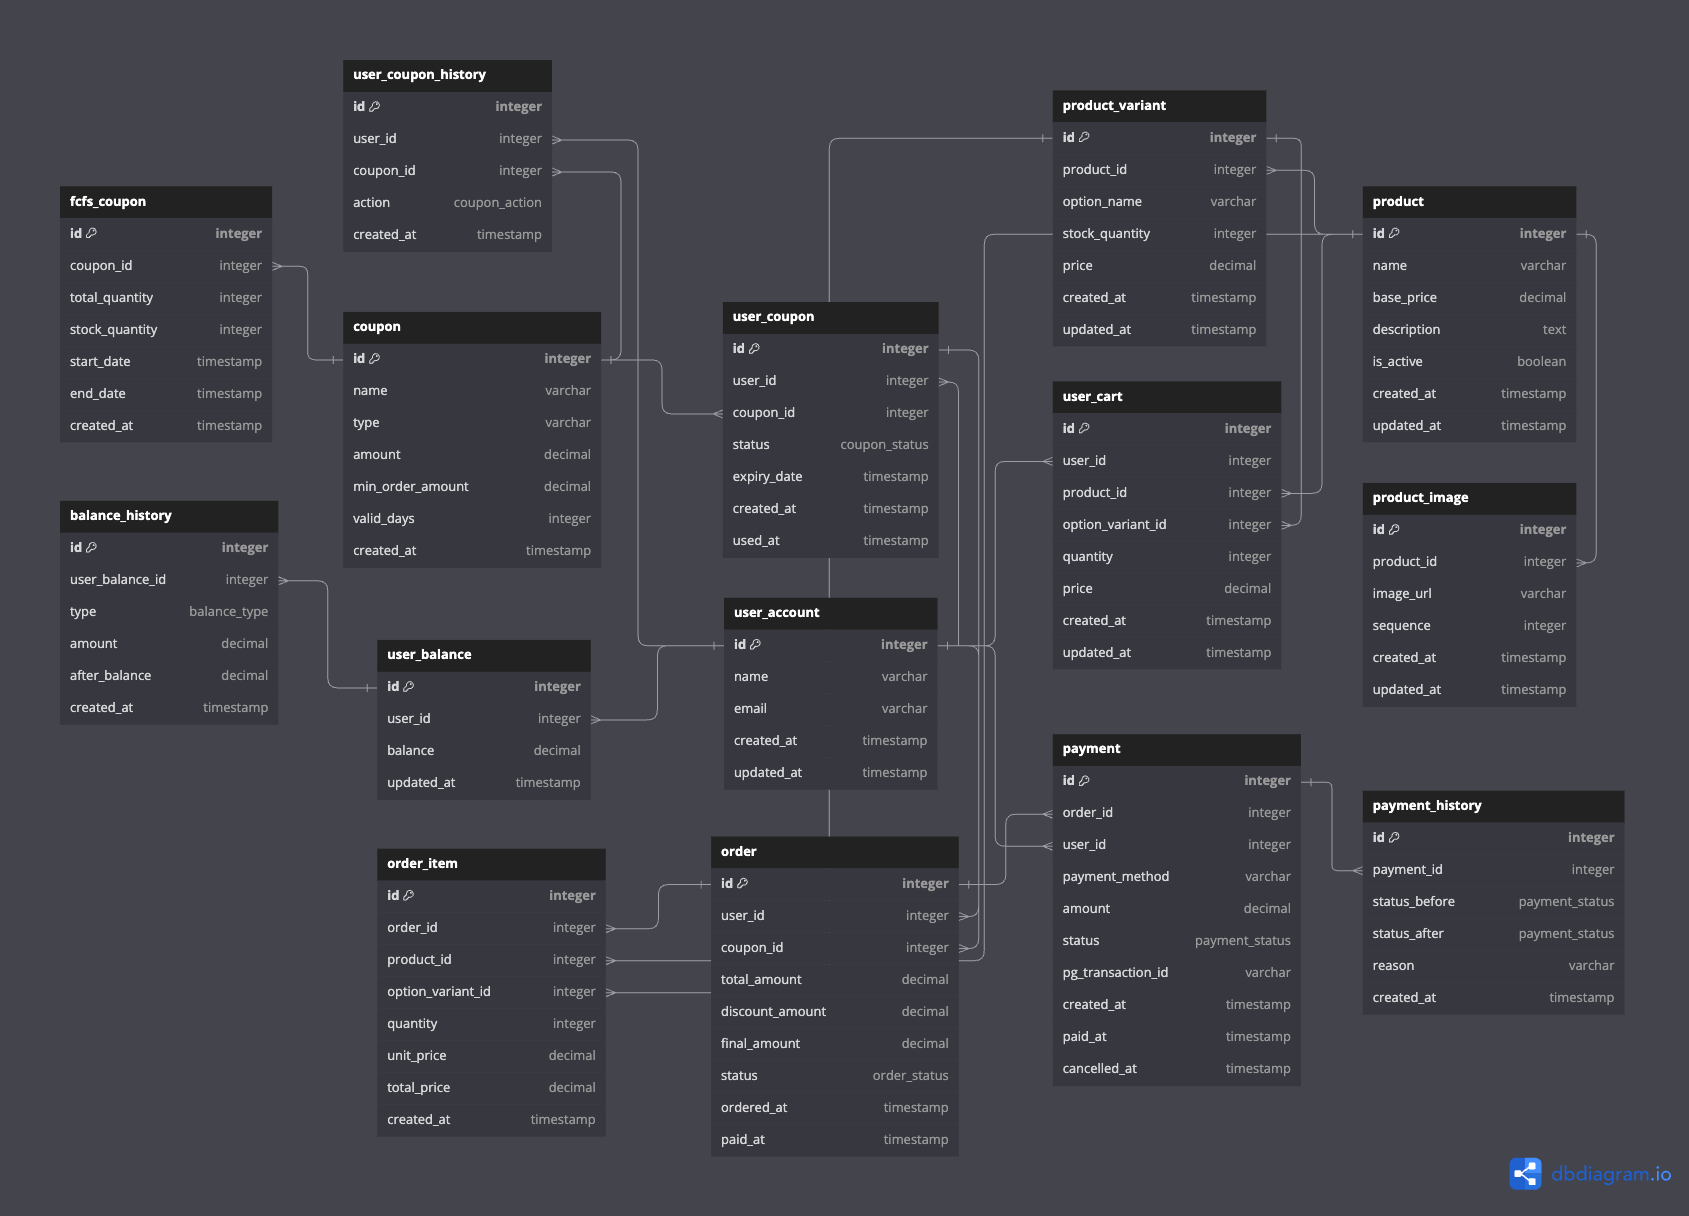 user_coupon_history
id integer
user_id integer
coupon_id integer
action coupon_action
created_at timestamp
fcfs_coupon
id integer
coupon_id integer
total_quantity integer
stock_quantity integer
start_date timestamp
end_date timestamp
created_at timestamp
coupon
id integer
name varchar
type varchar
amount decimal
min_order_amount decimal
valid_days integer
created_at timestamp
balance_history
id integer
user_balance_id integer
type balance_type
amount decimal
after_balance decimal
created_at timestamp
user_balance
id integer
user_id integer
balance decimal
updated_at timestamp
order_item
id integer
order_id integer
product_id integer
option_variant_id integer
quantity integer
unit_price decimal
total_price decimal
created_at timestamp
user_coupon
id integer
user_id integer
coupon_id integer
status coupon_status
expiry_date timestamp
created_at timestamp
used_at timestamp
user_account
id integer
name varchar
email varchar
created_at timestamp
updated_at timestamp
order
id integer
user_id integer
coupon_id integer
total_amount decimal
discount_amount decimal
final_amount decimal
status order_status
ordered_at timestamp
paid_at timestamp
product_variant
id integer
product_id integer
option_name varchar
stock_quantity integer
price decimal
created_at timestamp
updated_at timestamp
user_cart
id integer
user_id integer
product_id integer
option_variant_id integer
quantity integer
price decimal
created_at timestamp
updated_at timestamp
payment
id integer
order_id integer
user_id integer
payment_method varchar
amount decimal
status payment_status
pg_transaction_id varchar
created_at timestamp
paid_at timestamp
cancelled_at timestamp
product
id integer
name varchar
base_price decimal
description text
is_active boolean
created_at timestamp
updated_at timestamp
product_image
id integer
product_id integer
image_url varchar
sequence integer
created_at timestamp
updated_at timestamp
payment_history
id integer
payment_id integer
status_before payment_status
status_after payment_status
reason varchar
created_at timestamp
dbdiagram.io